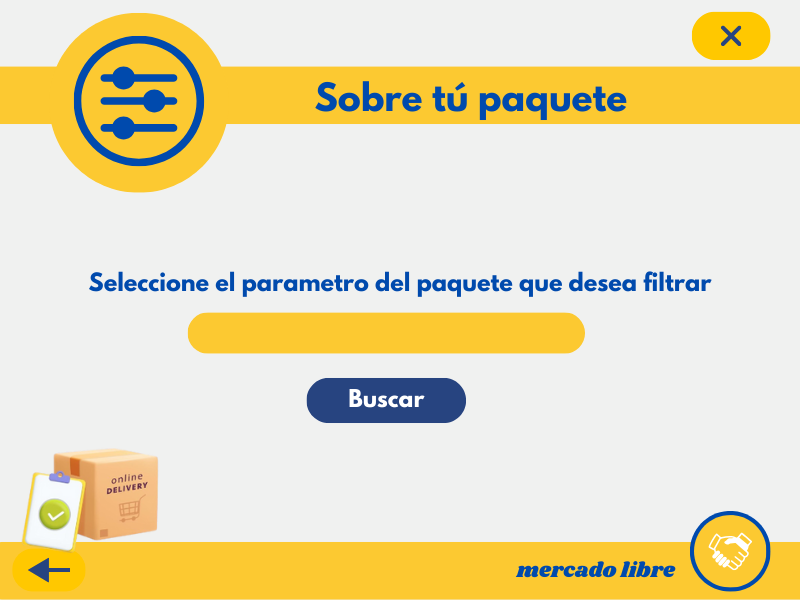 Sobre tú paquete
Seleccione el parametro del paquete que desea filtrar
Buscar
online
DELIVERY
mercado libre